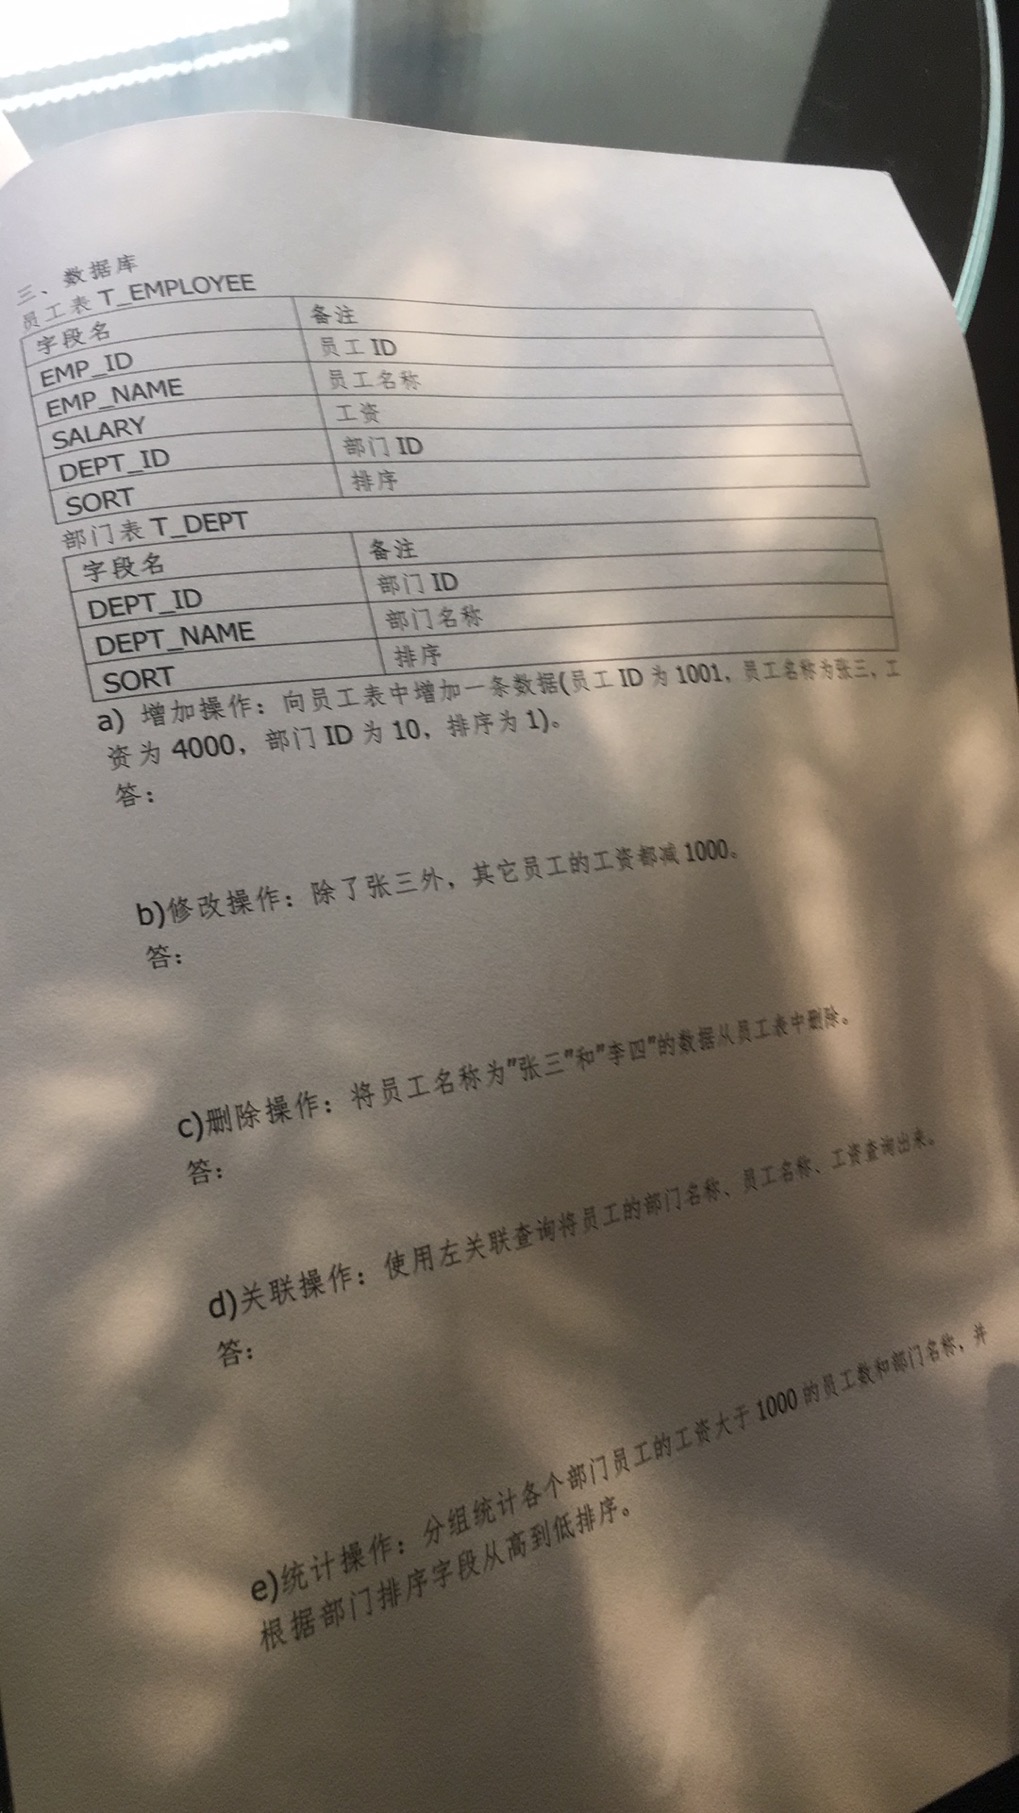 三、数据库
员工表 T_EMPLOYEE
字段名 备注
EMP_ID 员工 ID
EMP_NAME 员工名称
SALARY 工资
DEPT_ID 部门 ID
SORT 排序
部门表 T_DEPT
字段名 备注
DEPT_ID 部门 ID
DEPT_NAME 部门名称
SORT 排序
a) 增加操作：向员工表中增加一条数据(员工 ID 为 1001，员工名称为张三，工
资为 4000，部门 ID 为 10，排序为 1)。
答：
b)修改操作：除了张三外，其它员工的工资都减 1000。
答：
c)删除操作：将员工名称为"张三"和"李四"的数据从员工表中删除。
答：
d)关联操作：使用左关联查询将员工的部门名称、员工名称、工资查询出来。
答：
e)统计操作：分组统计各个部门员工的工资大于 1000 的员工数和部门名称，并
根据部门排序字段从高到低排序。